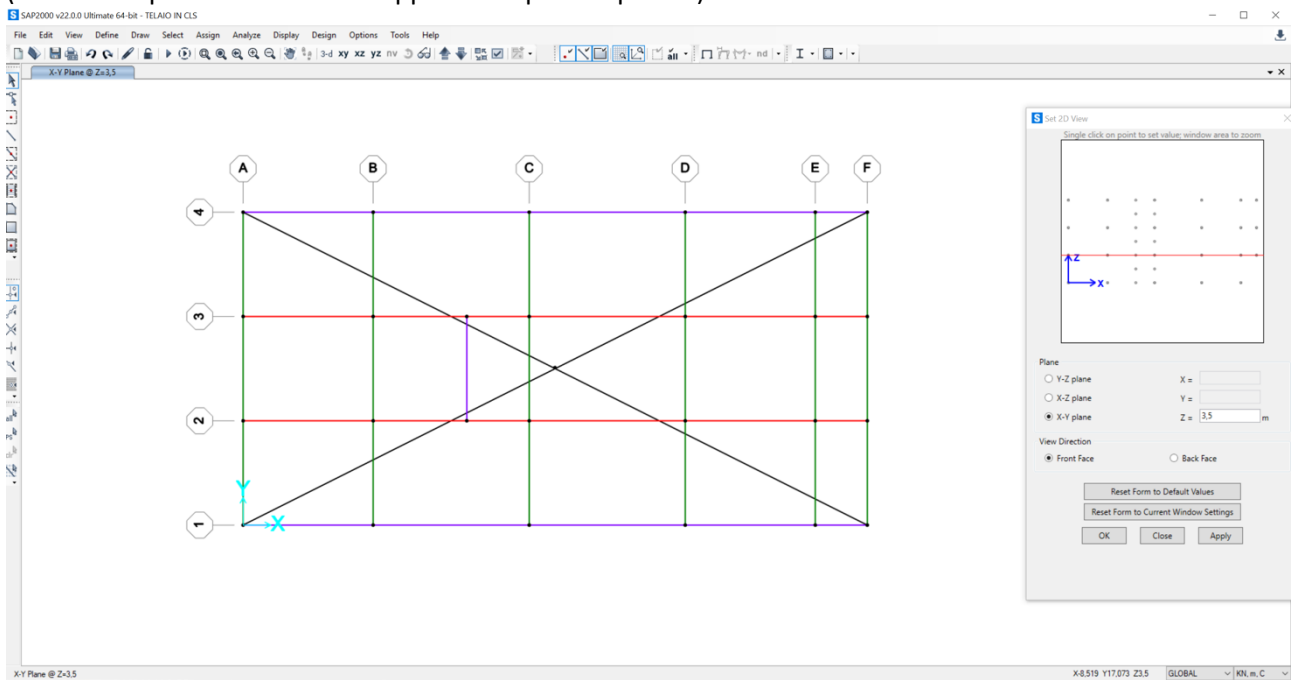 SAP2000 v22.0.0 Ultimate 64-bit - TELAIO IN CLS
File Edit View Define Draw Select Assign Analyze Display Design Options Tools Help
3-d xy xz yz nv all nd
X-Y Plane @ Z=3,5
Set 2D View
Single click on point to set value; window area to zoom
A B C D E F
4
3
2
1
Y
X
Z
X
Plane
Y-Z plane X =
X-Z plane Y =
X-Y plane Z = 3,5 m
View Direction
Front Face Back Face
Reset Form to Default Values
Reset Form to Current Window Settings
OK Close Apply
X-Y Plane @ Z=3,5 X-8,519 Y17,073 Z3,5 GLOBAL KN, m, C